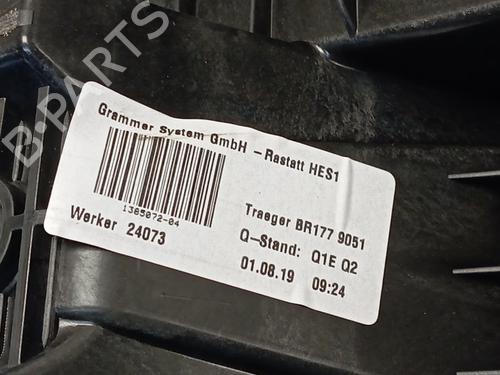 B-PARTS
Grammer System GmbH - Rastatt HES1
1365072-04
Werker 24073
Traeger BR177 9051
Q-Stand: Q1E Q2
01.08.19 09:24